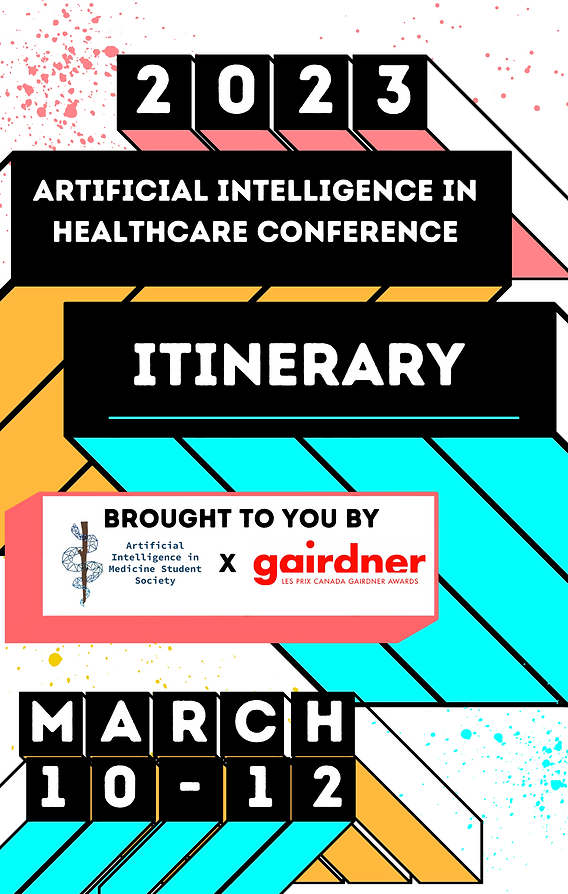 2023
ARTIFICIAL INTELLIGENCE IN
HEALTHCARE CONFERENCE
ITINERARY
BROUGHT TO YOU BY
Artificial
Intelligence in
Medicine Student
Society
X
gairdner
LES PRIX CANADA GAIRDNER AWARDS
MARCH
10-12